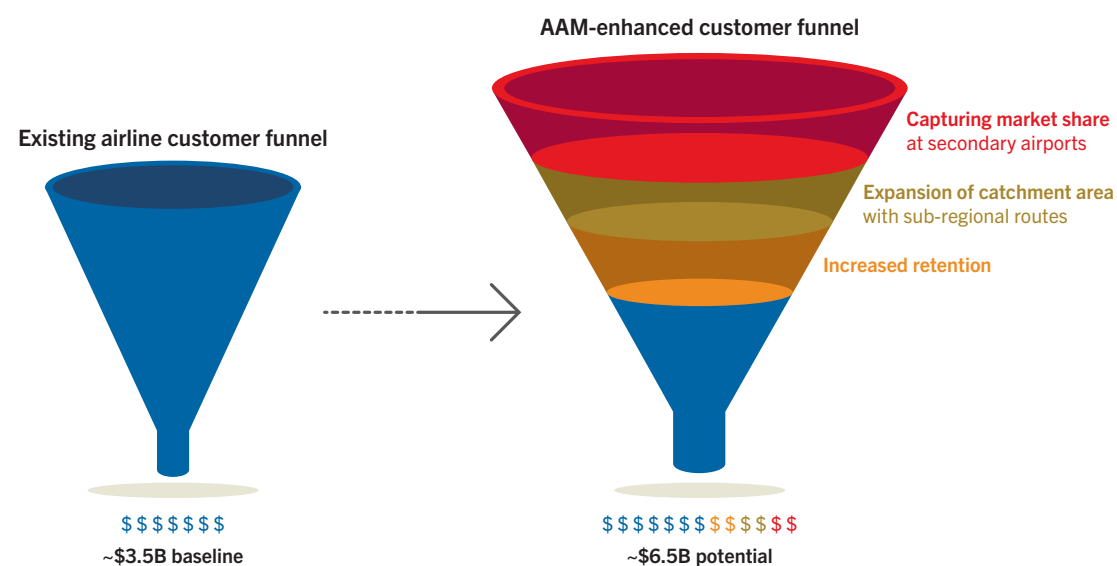 Existing airline customer funnel
$ $ $ $ $ $ $
~$3.5B baseline
AAM-enhanced customer funnel
Capturing market share
at secondary airports
Expansion of catchment area
with sub-regional routes
Increased retention
$ $ $ $ $ $ $ $ $ $ $ $ $
~$6.5B potential